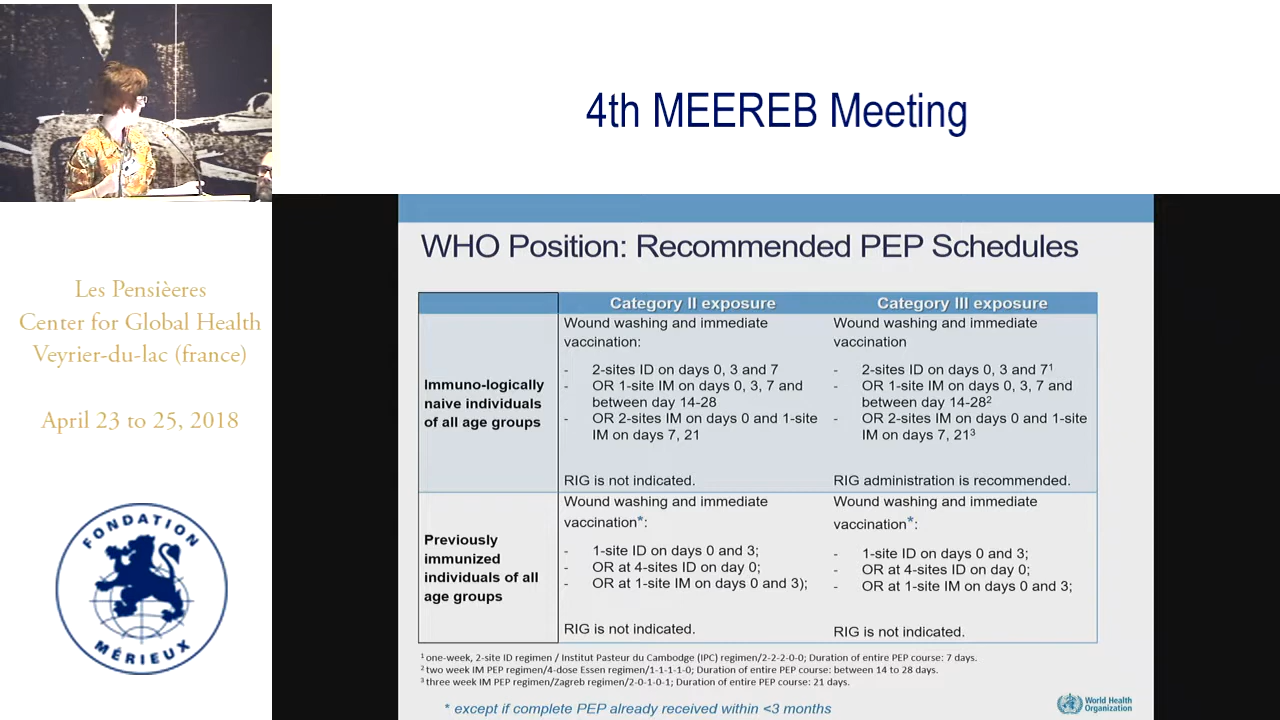 4th MEEREB Meeting
Les Pensièeres
Center for Global Health
Veyrier-du-lac (france)
April 23 to 25, 2018
FONDATION
MÉRIEUX
WHO Position: Recommended PEP Schedules
Category II exposure
Category III exposure
Immuno-logically
naive individuals
of all age groups
Wound washing and immediate
vaccination:
- 2-sites ID on days 0, 3 and 7
- OR 1-site IM on days 0, 3, 7 and
between day 14-28
- OR 2-sites IM on days 0 and 1-site
IM on days 7, 21
RIG is not indicated.
Wound washing and immediate
vaccination
- 2-sites ID on days 0, 3 and 7¹
- OR 1-site IM on days 0, 3, 7 and
between day 14-28²
- OR 2-sites IM on days 0 and 1-site
IM on days 7, 21³
RIG administration is recommended.
Previously
immunized
individuals of all
age groups
Wound washing and immediate
vaccination*:
- 1-site ID on days 0 and 3;
- OR at 4-sites ID on day 0;
- OR at 1-site IM on days 0 and 3);
RIG is not indicated.
Wound washing and immediate
vaccination*:
- 1-site ID on days 0 and 3;
- OR at 4-sites ID on day 0;
- OR at 1-site IM on days 0 and 3;
RIG is not indicated.
¹ one-week, 2-site ID regimen / Institut Pasteur du Cambodge (IPC) regimen/2-2-2-0-0; Duration of entire PEP course: 7 days.
² two week IM PEP regimen/4-dose Essen regimen/1-1-1-1-0; Duration of entire PEP course: between 14 to 28 days.
³ three week IM PEP regimen/Zagreb regimen/2-0-1-0-1; Duration of entire PEP course: 21 days.
* except if complete PEP already received within <3 months
World Health
Organization